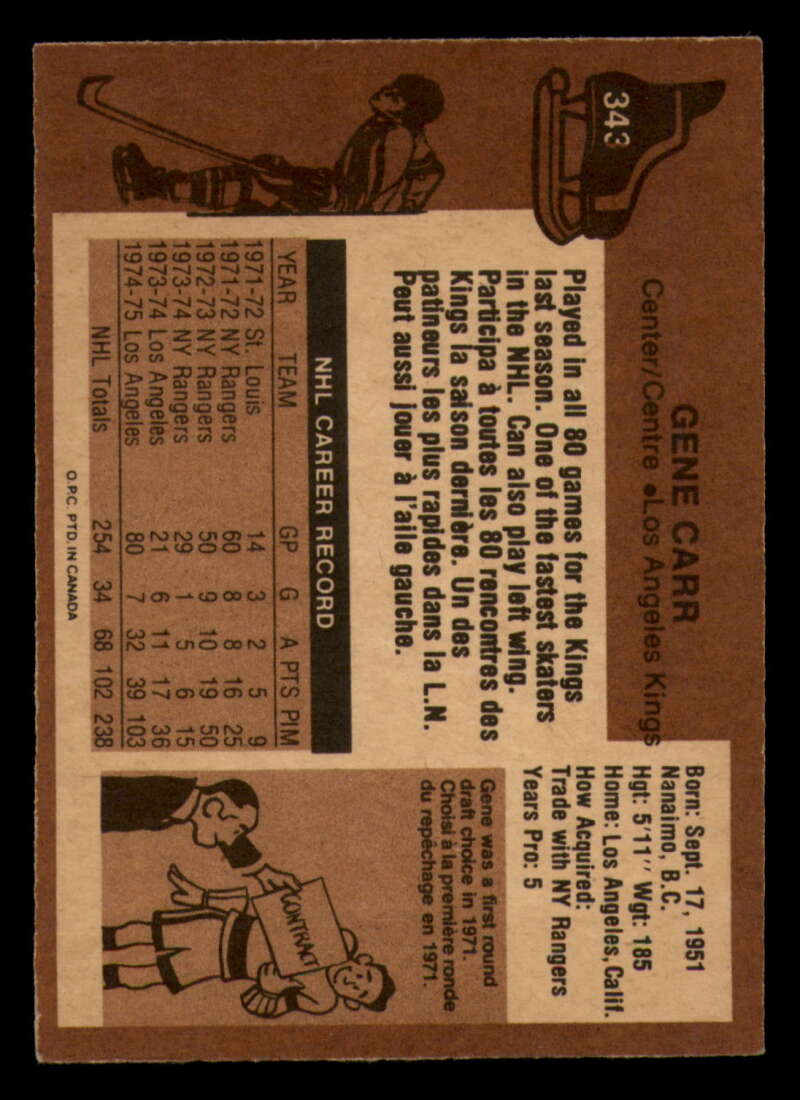 343
GENE CARR
Center/Centre • Los Angeles Kings
Born: Sept. 17, 1951
Nanaimo, B.C.
Hgt: 5'11'' Wgt: 185
Home: Los Angeles, Calif.
How Acquired:
Trade with NY Rangers
Years Pro: 5
Played in all 80 games for the Kings
last season. One of the fastest skaters
in the NHL. Can also play left wing.
Participa à toutes les 80 rencontres des
Kings la saison dernière. Un des
patineurs les plus rapides dans la L.N.
Peut aussi jouer à l'aile gauche.
NHL CAREER RECORD
YEAR TEAM GP G A PTS PIM
1971-72 St. Louis 14 3 2 5 9
1971-72 NY Rangers 60 8 8 16 25
1972-73 NY Rangers 50 9 10 19 50
1973-74 NY Rangers 29 1 5 6 15
1973-74 Los Angeles 21 6 11 17 36
1974-75 Los Angeles 80 7 32 39 103
NHL Totals 254 34 68 102 238
Gene was a first round
draft choice in 1971.
Choisi à la première ronde
du repêchage en 1971.
CONTRACT
O.P.C. PTD. IN CANADA